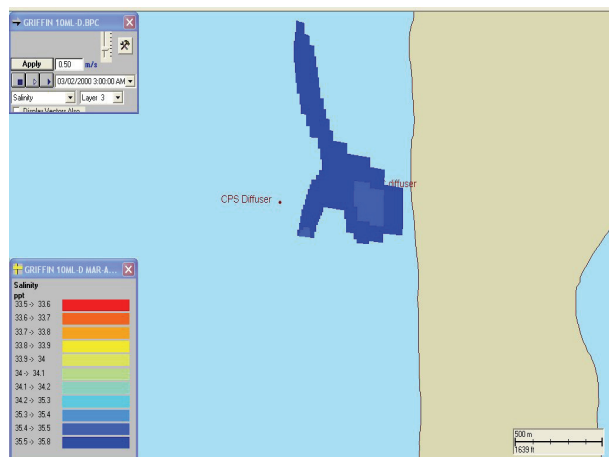 GRIFFIN 10ML-D.BPC
Apply 0.50 m/s
03/02/2000 3:00:00 AM
Salinity Layer 3
Display Vectors Also
diffuser
CPS Diffuser
GRIFFIN 10ML-D MAR-A...
Salinity
ppt
33.5 -> 33.6
33.6 -> 33.7
33.7 -> 33.8
33.8 -> 33.9
33.9 -> 34
34 -> 34.1
34.1 -> 34.2
34.2 -> 35.3
35.3 -> 35.4
35.4 -> 35.5
35.5 -> 35.8
500 m
1639 ft